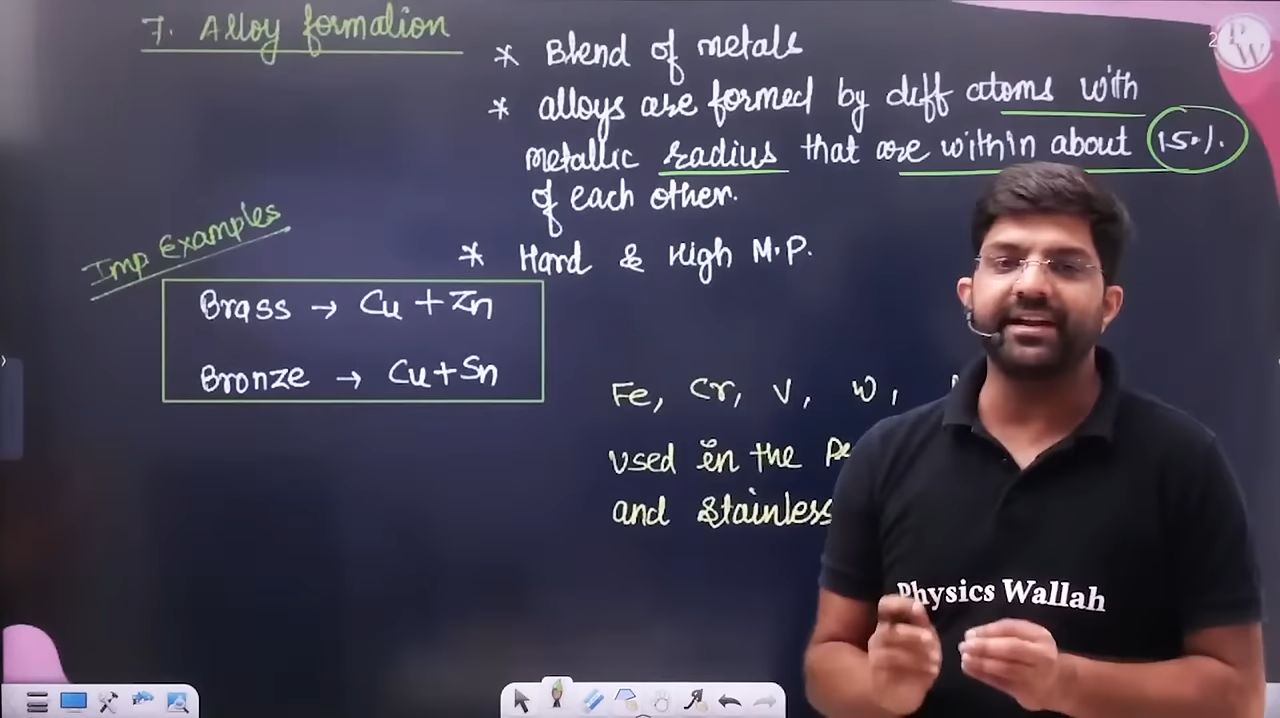 7. Alloy formation
* Blend of metals
* alloys are formed by diff atoms with
metallic radius that are within about 15%.
of each other.
* Hard & High M.P.
Imp Examples
Brass → Cu + Zn
Bronze → Cu + Sn
Fe, Cr, V, W,
used in the
and stainless
Physics Wallah
PW
2